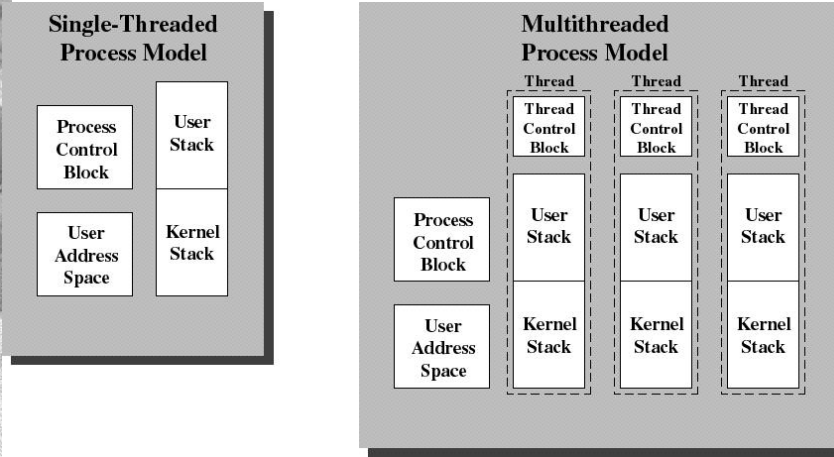 Single-Threaded
Process Model
Process
Control
Block
User
Stack
User
Address
Space
Kernel
Stack
Multithreaded
Process Model
Thread
Thread
Thread
Thread
Control
Block
Thread
Control
Block
Thread
Control
Block
Process
Control
Block
User
Stack
User
Stack
User
Stack
User
Address
Space
Kernel
Stack
Kernel
Stack
Kernel
Stack